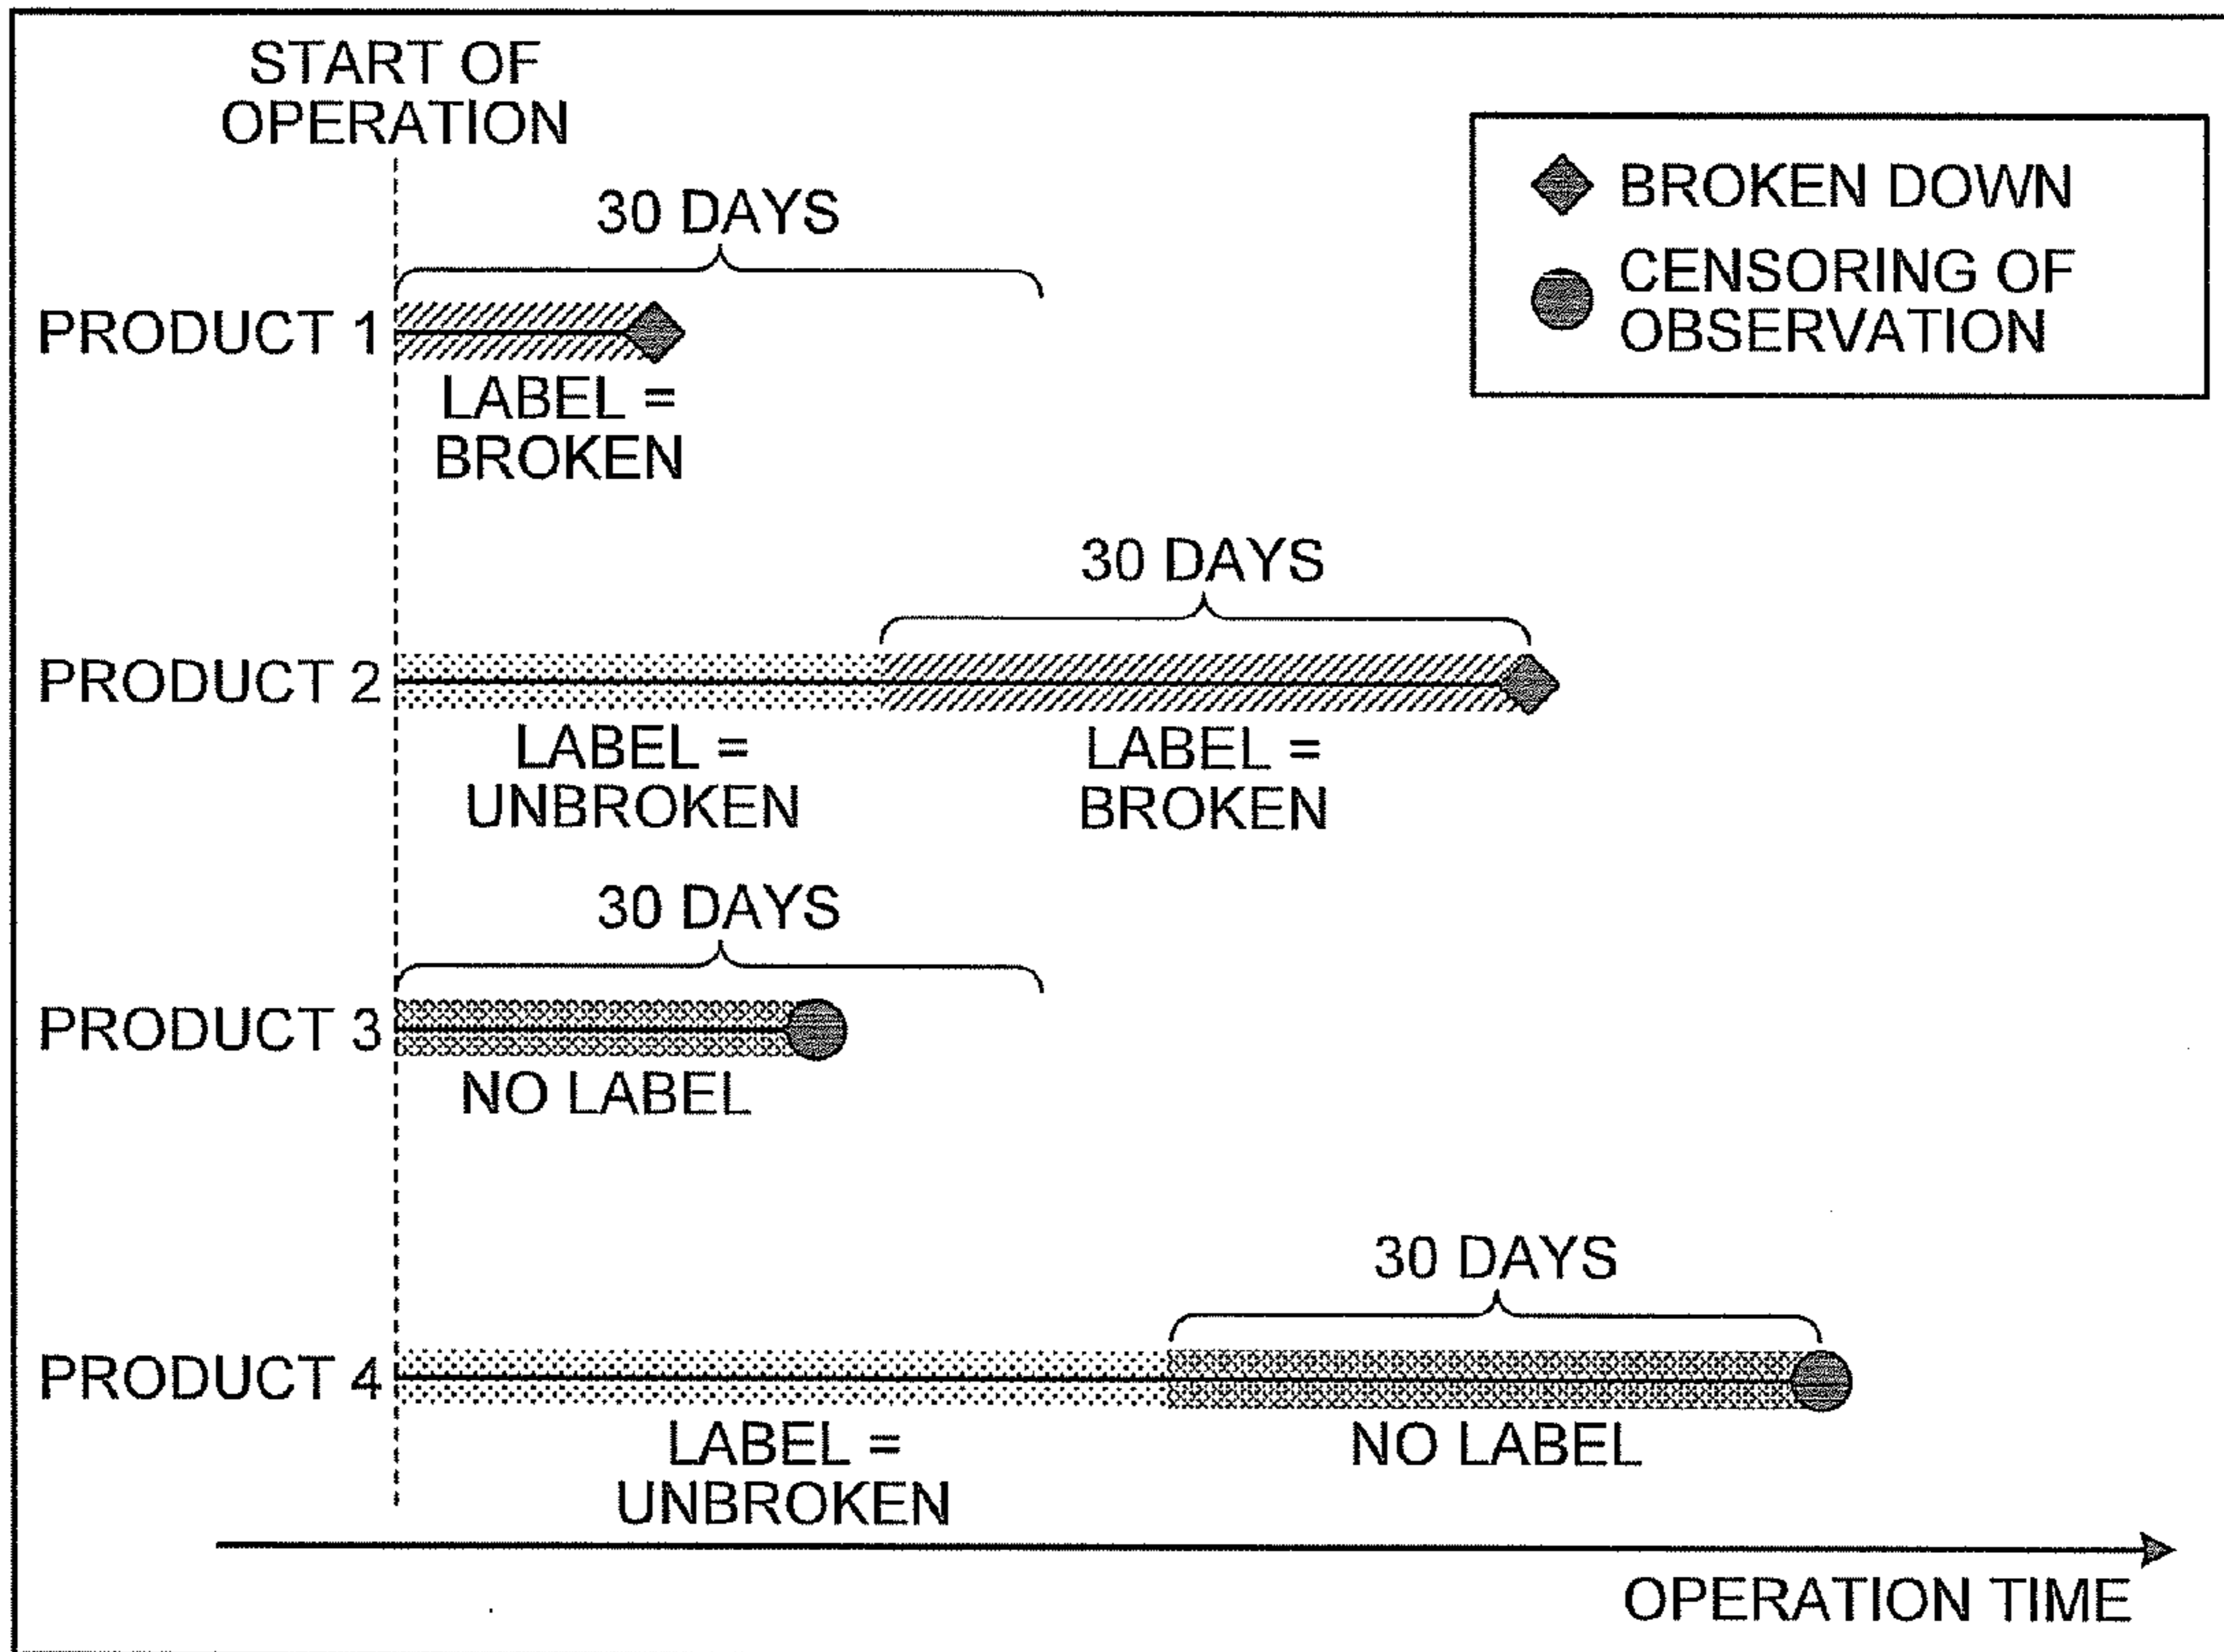 START OF
OPERATION
BROKEN DOWN
CENSORING OF
OBSERVATION
30 DAYS
PRODUCT 1
LABEL =
BROKEN
30 DAYS
PRODUCT 2
LABEL =
UNBROKEN
LABEL =
BROKEN
30 DAYS
PRODUCT 3
NO LABEL
30 DAYS
PRODUCT 4
LABEL =
UNBROKEN
NO LABEL
OPERATION TIME